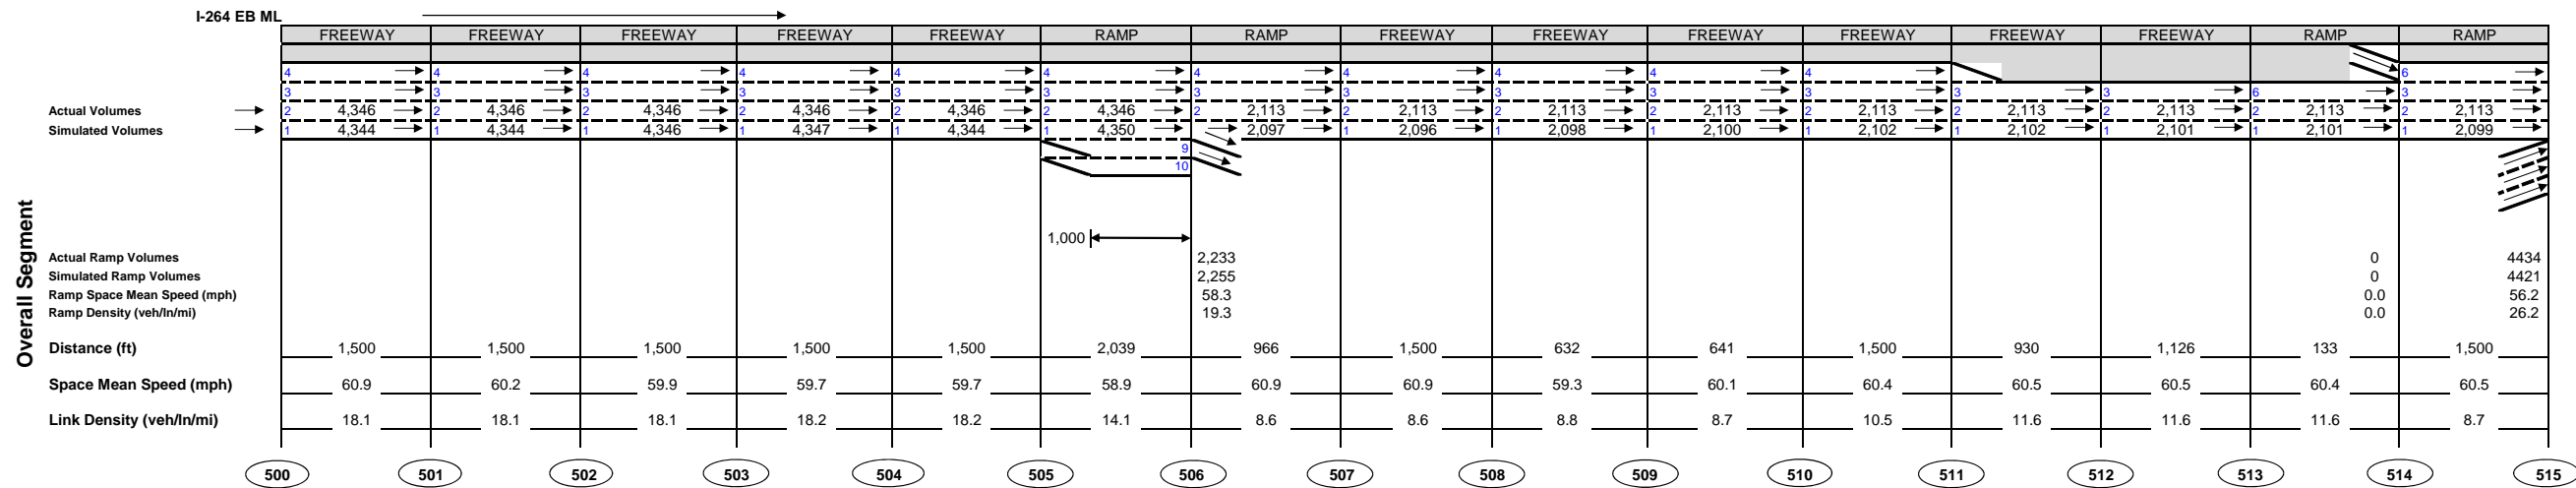 I-264 EB ML
FREEWAY FREEWAY FREEWAY FREEWAY FREEWAY RAMP RAMP FREEWAY FREEWAY FREEWAY FREEWAY FREEWAY FREEWAY RAMP RAMP
4 4 4 4 4 4 4 4 4 4 4 6
3 3 3 3 3 3 3 3 3 3 3 3 3 6 3
Actual Volumes 2 4,346 2 4,346 2 4,346 2 4,346 2 4,346 2 4,346 2 2,113 2 2,113 2 2,113 2 2,113 2 2,113 2 2,113 2 2,113 2 2,113 2 2,113
Simulated Volumes 1 4,344 1 4,344 1 4,346 1 4,347 1 4,344 1 4,350 2,097 1 2,096 1 2,098 1 2,100 1 2,102 1 2,102 1 2,101 1 2,101 1 2,099
9
10
1,000
Overall Segment
Actual Ramp Volumes 2,233 0 4434
Simulated Ramp Volumes 2,255 0 4421
Ramp Space Mean Speed (mph) 58.3 0.0 56.2
Ramp Density (veh/ln/mi) 19.3 0.0 26.2
Distance (ft) 1,500 1,500 1,500 1,500 1,500 2,039 966 1,500 632 641 1,500 930 1,126 133 1,500
Space Mean Speed (mph) 60.9 60.2 59.9 59.7 59.7 58.9 60.9 60.9 59.3 60.1 60.4 60.5 60.5 60.4 60.5
Link Density (veh/ln/mi) 18.1 18.1 18.1 18.2 18.2 14.1 8.6 8.6 8.8 8.7 10.5 11.6 11.6 11.6 8.7
500 501 502 503 504 505 506 507 508 509 510 511 512 513 514 515